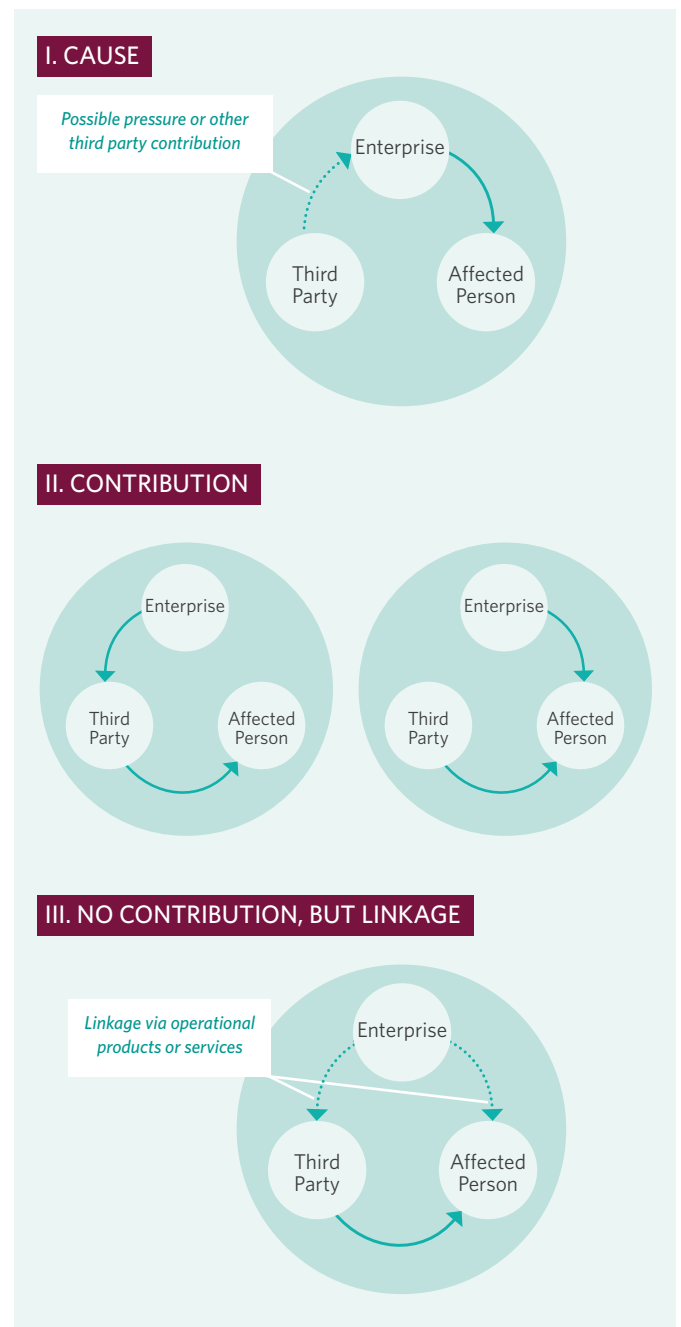 I. CAUSE
Possible pressure or other
third party contribution
Enterprise
Third
Party
Affected
Person
II. CONTRIBUTION
Enterprise
Third
Party
Affected
Person
Enterprise
Third
Party
Affected
Person
III. NO CONTRIBUTION, BUT LINKAGE
Linkage via operational
products or services
Enterprise
Third
Party
Affected
Person